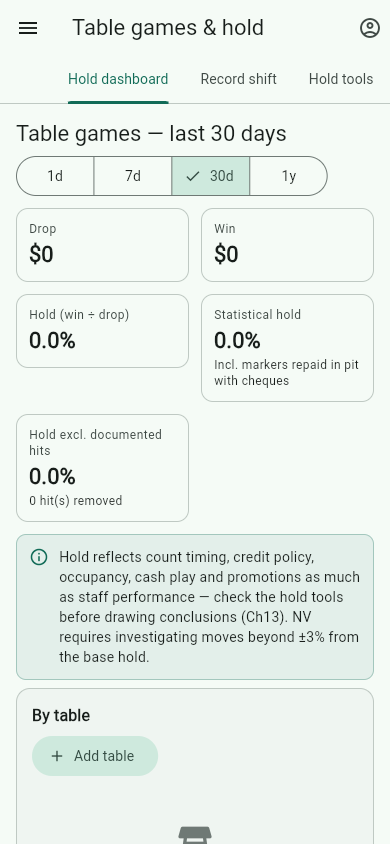 Table games & hold
Hold dashboard
Record shift
Hold tools
Table games — last 30 days
1d
7d
30d
1y
Drop
$0
Win
$0
Hold (win ÷ drop)
0.0%
Statistical hold
0.0%
Incl. markers repaid in pit
with cheques
Hold excl. documented
hits
0.0%
0 hit(s) removed
Hold reflects count timing, credit policy,
occupancy, cash play and promotions as much
as staff performance — check the hold tools
before drawing conclusions (Ch13). NV
requires investigating moves beyond ±3% from
the base hold.
By table
Add table